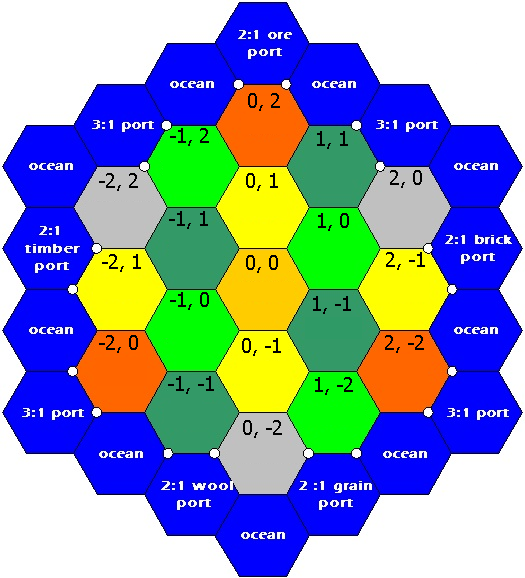 2:1 ore
port
ocean
ocean
0, 2
3:1 port
3:1 port
-1, 2
1, 1
ocean
ocean
-2, 2
0, 1
2, 0
2:1
timber
port
-1, 1
1, 0
2:1 brick
port
-2, 1
0, 0
2, -1
-1, 0
1, -1
ocean
ocean
-2, 0
0, -1
2, -2
-1, -1
1, -2
3:1 port
3:1 port
0, -2
ocean
ocean
2:1 wool
port
2 :1 grain
port
ocean